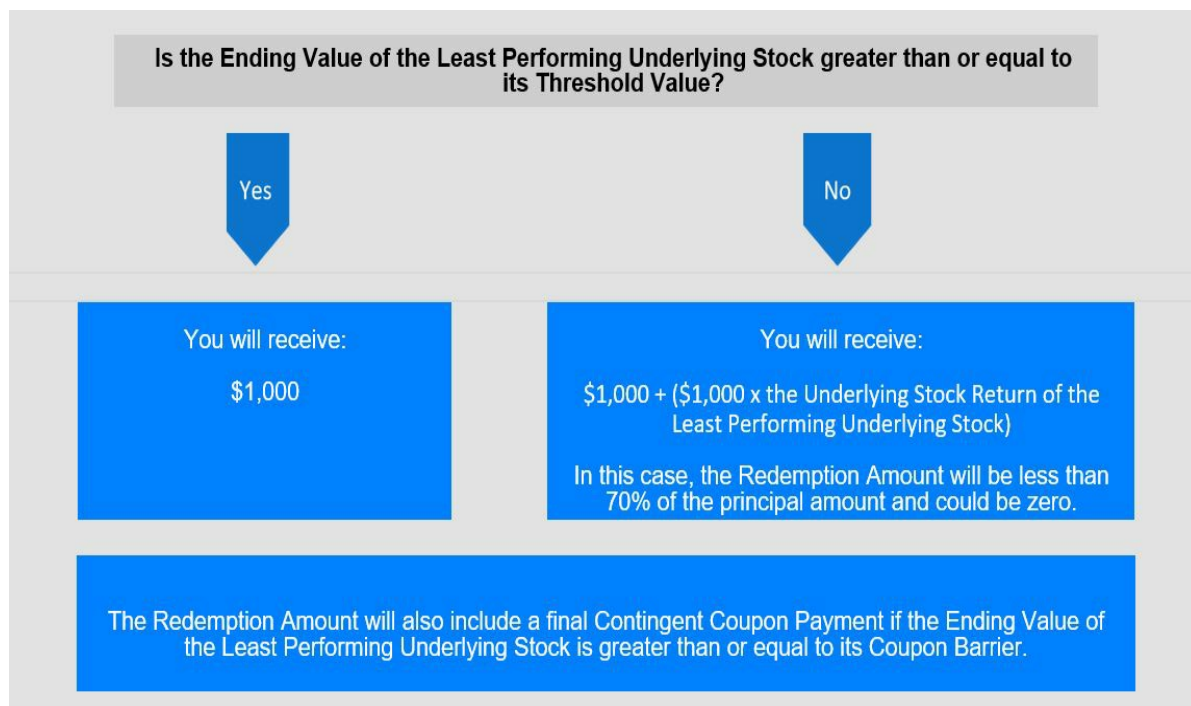 Is the Ending Value of the Least Performing Underlying Stock greater than or equal to
its Threshold Value?
Yes
No
You will receive:
$1,000
You will receive:
$1,000 + ($1,000 x the Underlying Stock Return of the
Least Performing Underlying Stock)
In this case, the Redemption Amount will be less than
70% of the principal amount and could be zero.
The Redemption Amount will also include a final Contingent Coupon Payment if the Ending Value of
the Least Performing Underlying Stock is greater than or equal to its Coupon Barrier.